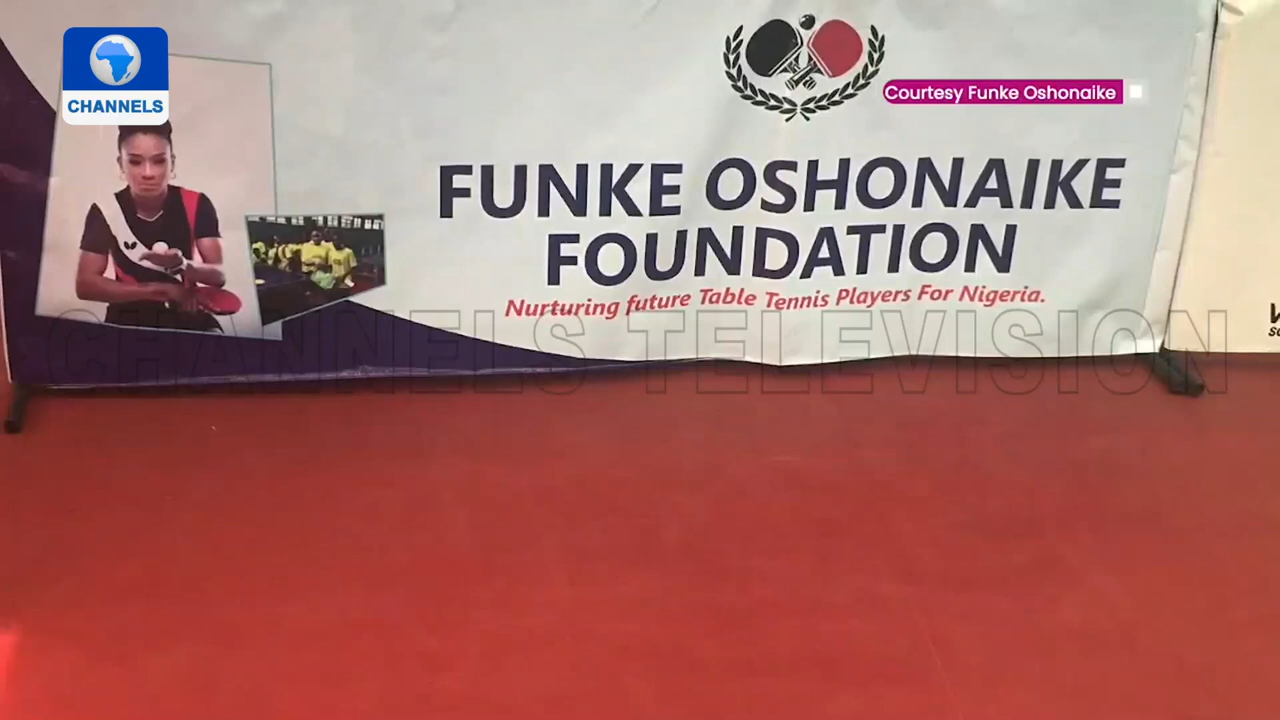 CHANNELS
Courtesy Funke Oshonaike
FUNKE OSHONAIKE
FOUNDATION
Nurturing future Table Tennis Players For Nigeria.
CHANNELS TELEVISION